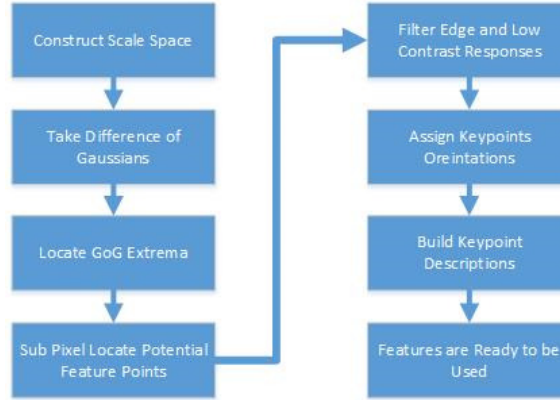 Construct Scale Space
Take Difference of
Gaussians
Locate GoG Extrema
Sub Pixel Locate Potential
Feature Points
Filter Edge and Low
Contrast Responses
Assign Keypoints
Oreintations
Build Keypoint
Descriptions
Features are Ready to be
Used